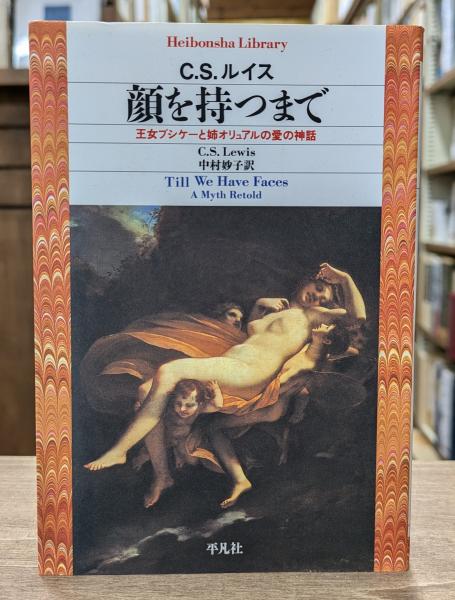 Heibonsha Library
C.S.ルイス
顔を持つまで
王女プシケーと姉オリュアルの愛の神話
C.S. Lewis
中村妙子訳
Till We Have Faces
A Myth Retold
平凡社